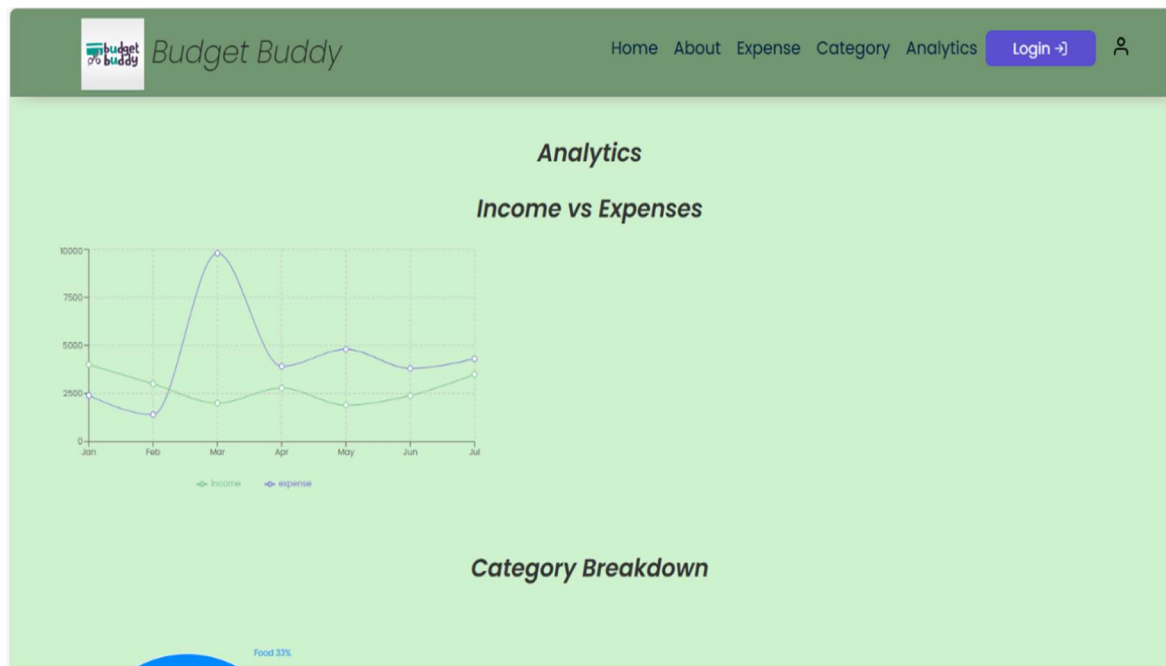 budget
buddy
Budget Buddy
Home About Expense Category Analytics Login
Analytics
Income vs Expenses
10000
7500
5000
2500
0
Jan Feb Mar Apr May Jun Jul
Income expense
Category Breakdown
Food 33%